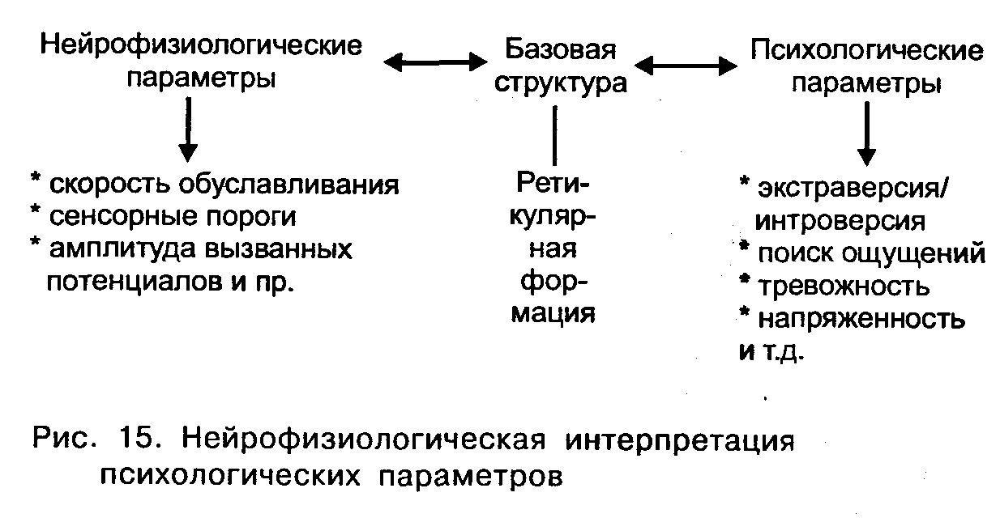 Нейрофизиологические
параметры
Базовая
структура
Психологические
параметры
* скорость обуславливания
* сенсорные пороги
* амплитуда вызванных
потенциалов и пр.
Рети-
куляр-
ная
фор-
мация
* экстраверсия/
интроверсия
* поиск ощущений
* тревожность
* напряженность
и т.д.
Рис. 15. Нейрофизиологическая интерпретация
психологических параметров